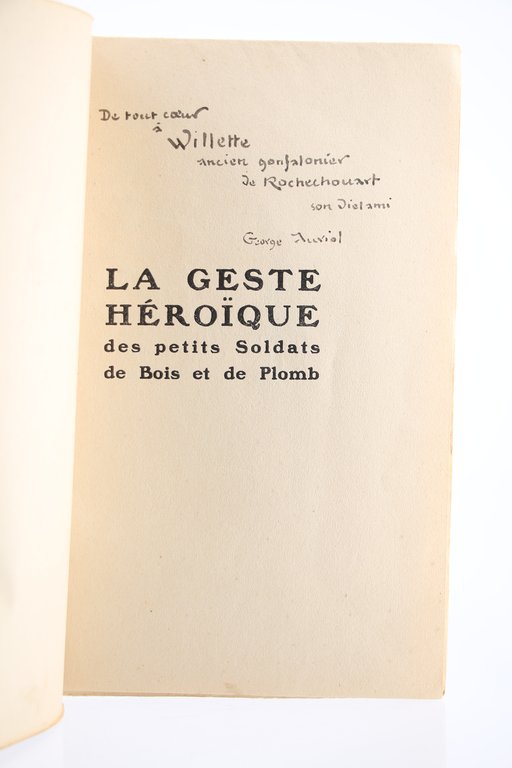 De tout cœur
à
Willette
ancien gonfalonier
de Rochechouart
son vieil ami
George Auriol
LA GESTE
HÉROÏQUE
des petits Soldats
de Bois et de Plomb